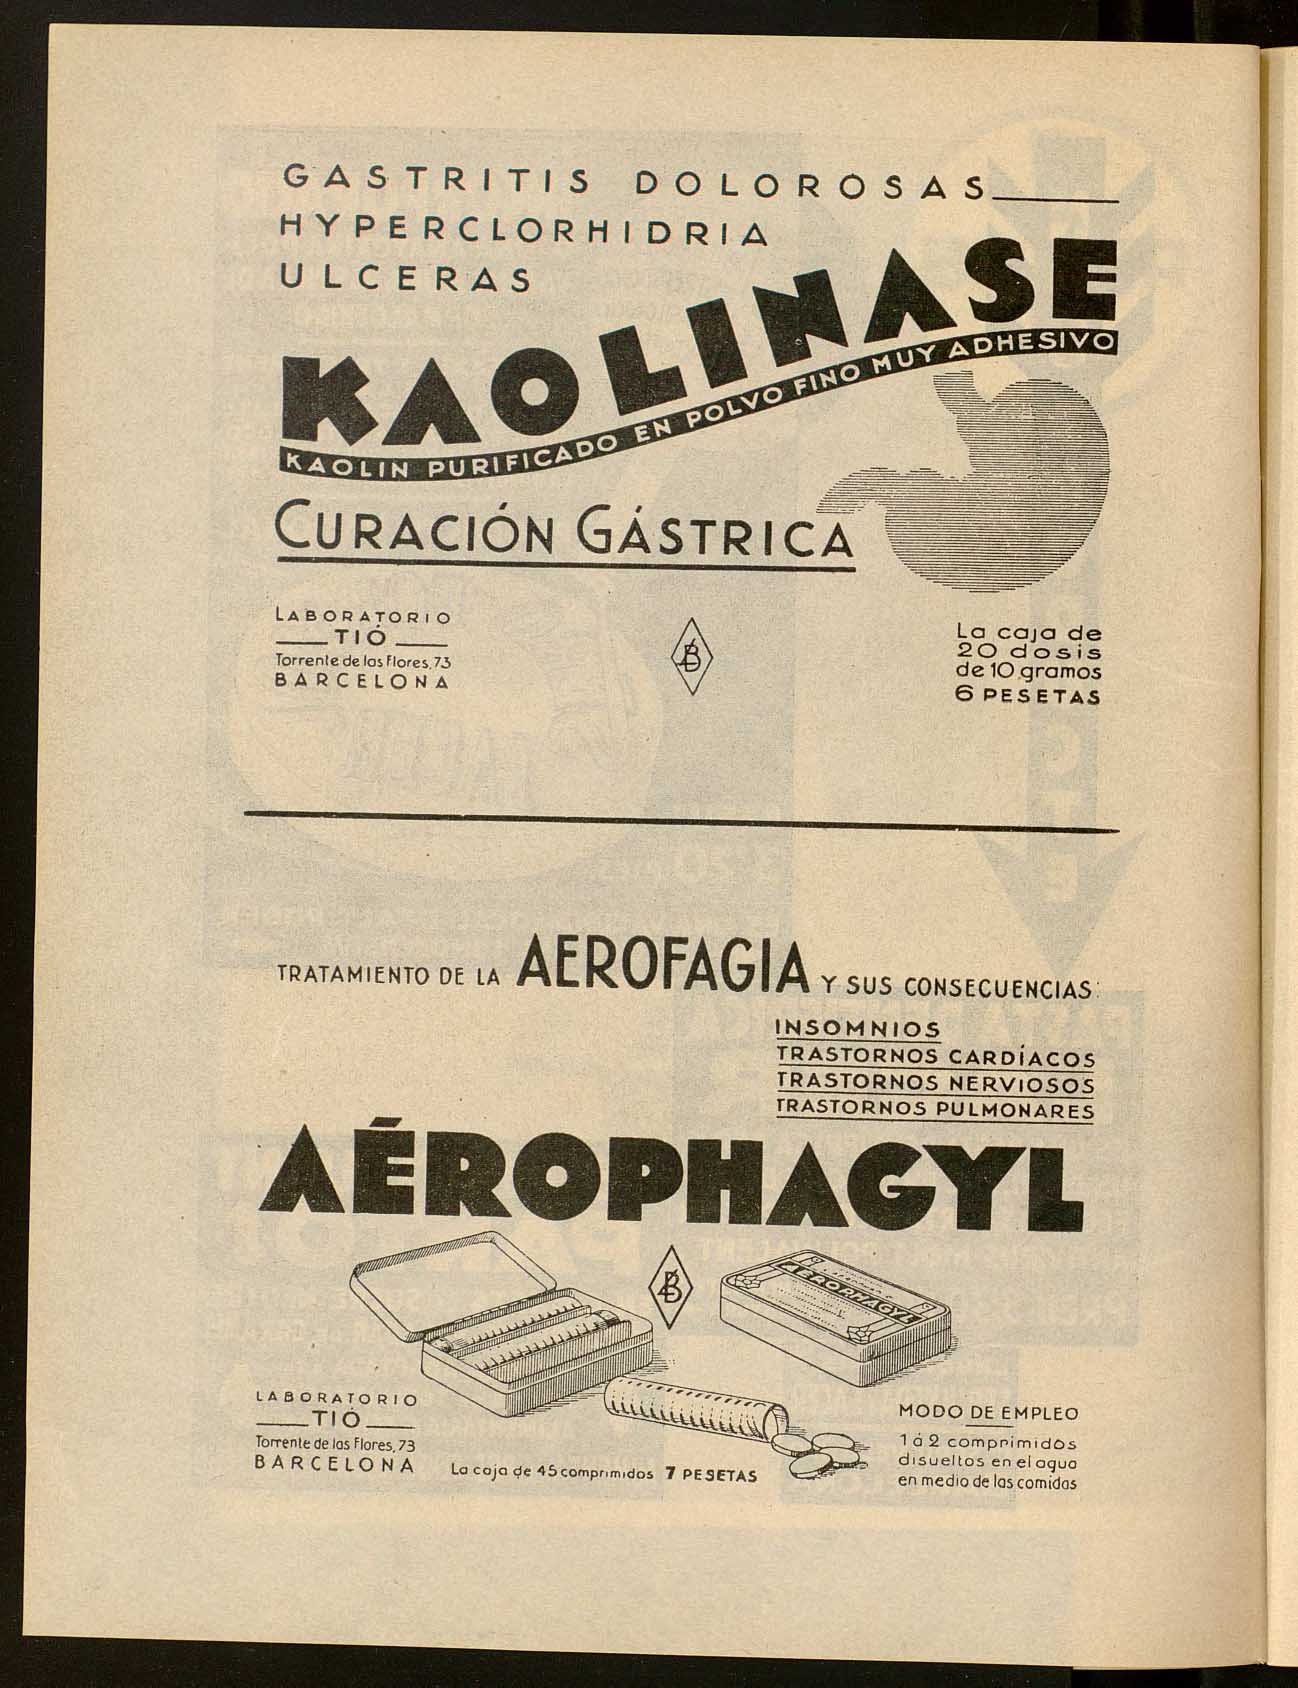 GASTRITIS DOLOROSAS
HYPERCLORHIDRIA
ULCERAS
KAOLINASE
KAOLIN PURIFICADO EN POLVO FINO MUY ADHESIVO
CURACIÓN GÁSTRICA
LABORATORIO
TIÓ
Torrente de las Flores, 73
BARCELONA
La caja de
20 dosis
de 10 gramos
6 PESETAS
TRATAMIENTO DE LA AEROFAGIA Y SUS CONSECUENCIAS:
INSOMNIOS
TRASTORNOS CARDÍACOS
TRASTORNOS NERVIOSOS
TRASTORNOS PULMONARES
AÉROPHAGYL
AEROPHAGYL
LABORATORIO
TIÓ
Torrente de las Flores, 73
BARCELONA
La caja de 45 comprimidos 7 PESETAS
MODO DE EMPLEO
1 ó 2 comprimidos
disueltos en el agua
en medio de las comidas